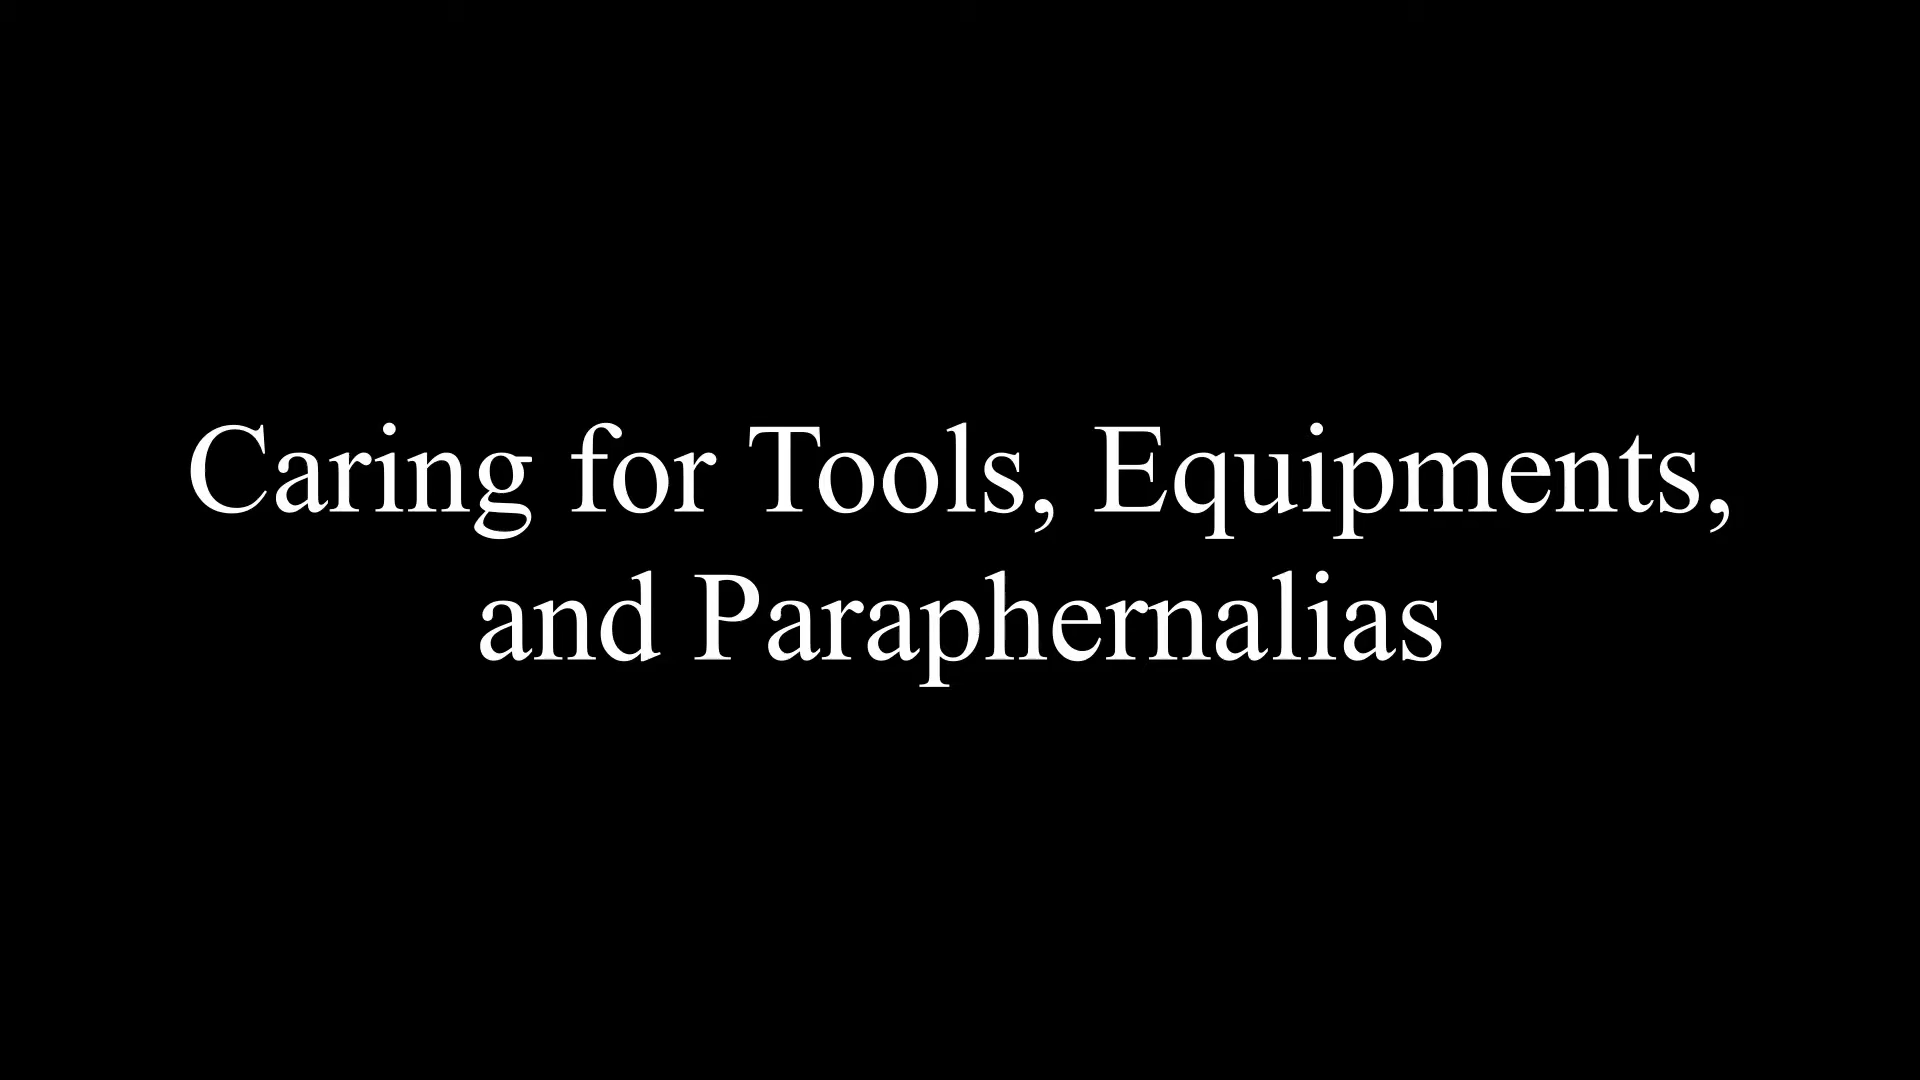 Caring for Tools, Equipments,
and Paraphernalias